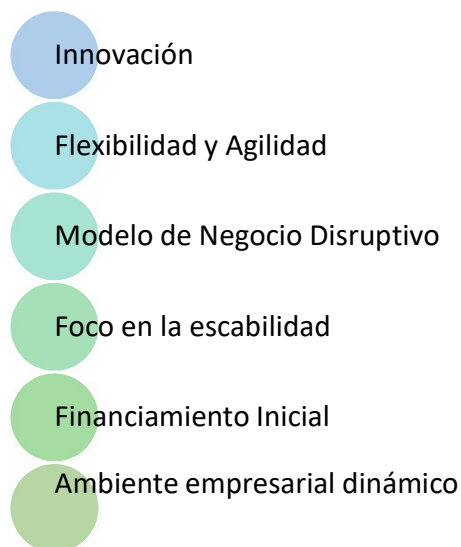 Innovación
Flexibilidad y Agilidad
Modelo de Negocio Disruptivo
Foco en la escabilidad
Financiamiento Inicial
Ambiente empresarial dinámico